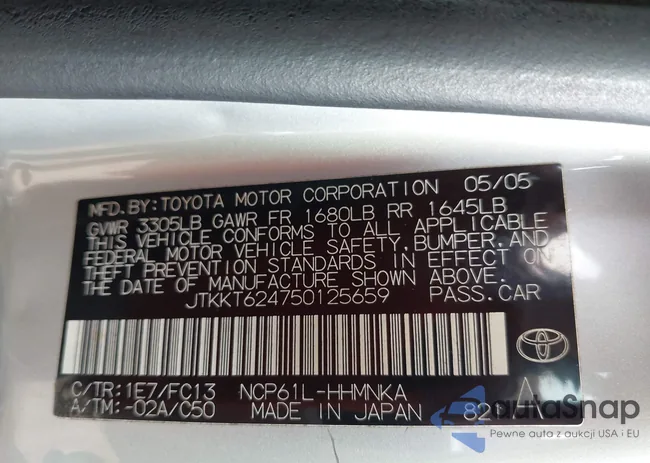 MFD.BY:TOYOTA MOTOR CORPORATION 05/05
GVWR 3305LB GAWR FR 1680LB RR 1645LB
THIS VEHICLE CONFORMS TO ALL APPLICABLE
FEDERAL MOTOR VEHICLE SAFETY,BUMPER,AND
THEFT PREVENTION STANDARDS IN EFFECT ON
THE DATE OF MANUFACTURE SHOWN ABOVE.
JTKKT624750125659 PASS.CAR
C/TR:1E7/FC13 NCP61L-HHMNKA
A/TM:-02A/C50 MADE IN JAPAN
autoSnap
Pewne auta z aukcji USA i EU